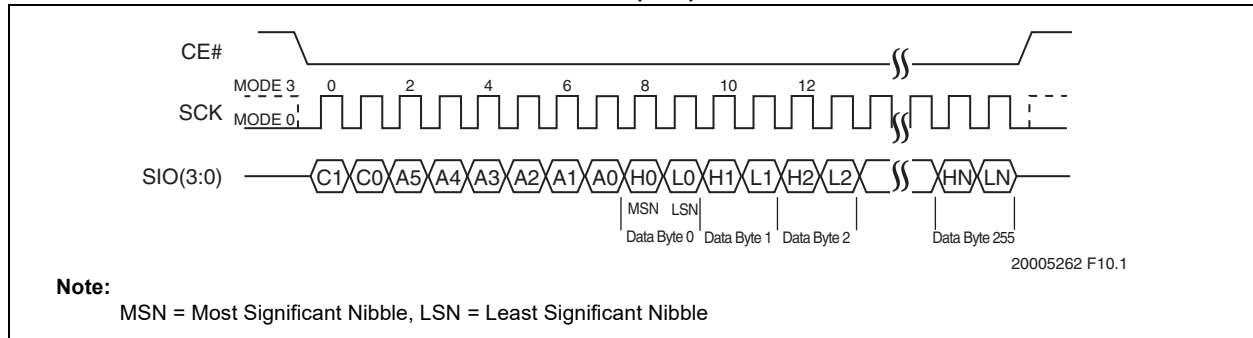 CE#
MODE 3 0 2 4 6 8 10 12
SCK MODE 0
SIO(3:0) C1 C0 A5 A4 A3 A2 A1 A0 H0 L0 H1 L1 H2 L2 HN LN
MSN LSN
Data Byte 0 Data Byte 1 Data Byte 2 Data Byte 255
20005262 F10.1
Note:
MSN = Most Significant Nibble, LSN = Least Significant Nibble